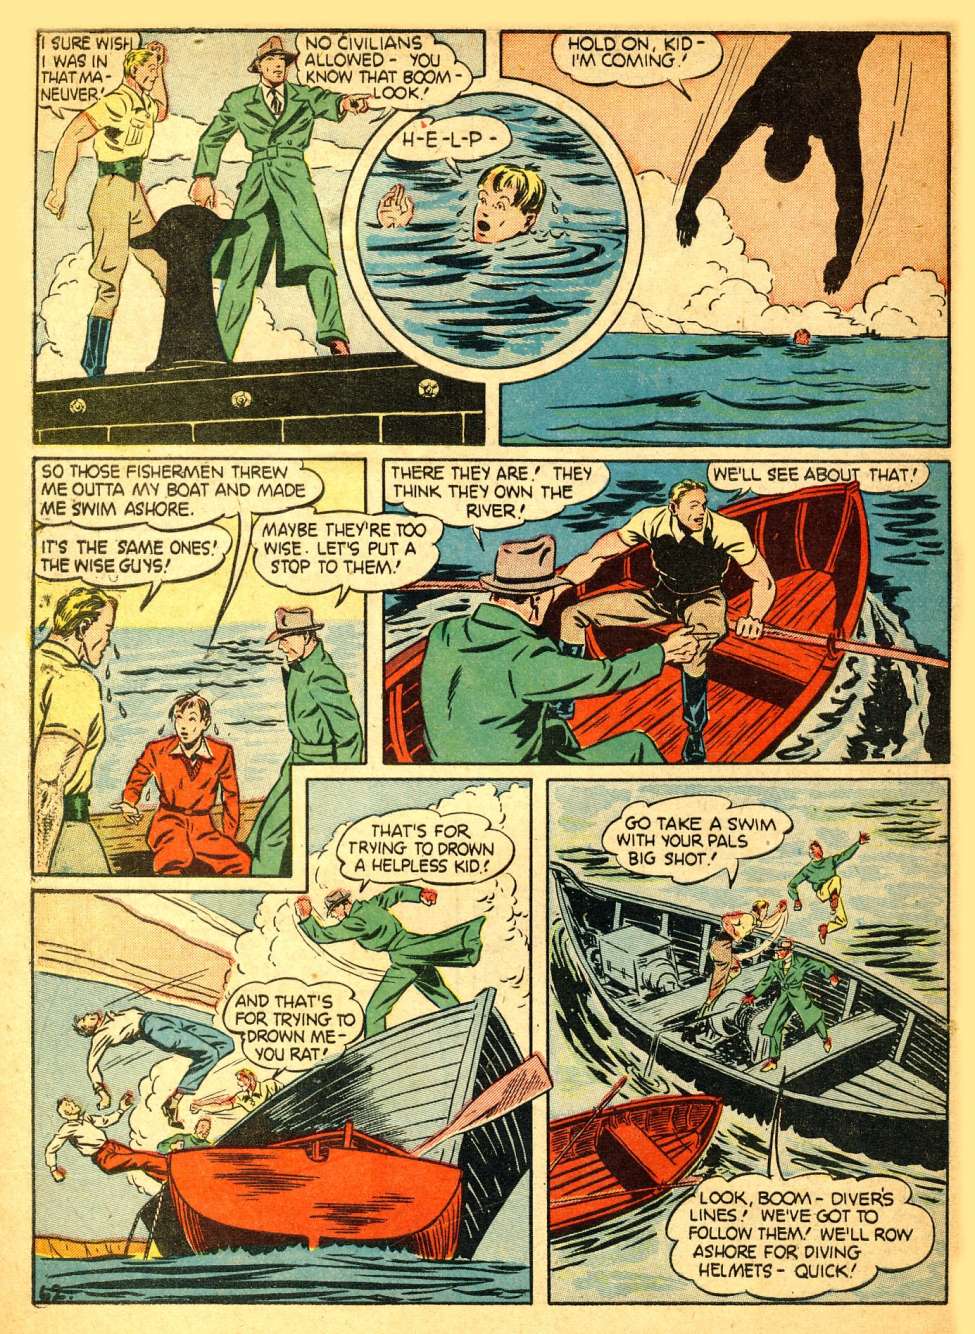 I SURE WISH
I WAS IN
THAT MA-
NEUVER!
NO CIVILIANS
ALLOWED - YOU
KNOW THAT BOOM -
LOOK!
H-E-L-P-
HOLD ON, KID -
I'M COMING!
SO THOSE FISHERMEN THREW
ME OUTTA MY BOAT AND MADE
ME SWIM ASHORE.
IT'S THE SAME ONES!
THE WISE GUYS!
MAYBE THEY'RE TOO
WISE. LET'S PUT A
STOP TO THEM!
THERE THEY ARE! THEY
THINK THEY OWN THE
RIVER!
WE'LL SEE ABOUT THAT!
THAT'S FOR
TRYING TO DROWN
A HELPLESS KID!
AND THAT'S
FOR TRYING TO
DROWN ME -
YOU RAT!
GO TAKE A SWIM
WITH YOUR PALS
BIG SHOT!
LOOK, BOOM - DIVER'S
LINES! WE'VE GOT TO
FOLLOW THEM! WE'LL ROW
ASHORE FOR DIVING
HELMETS - QUICK!